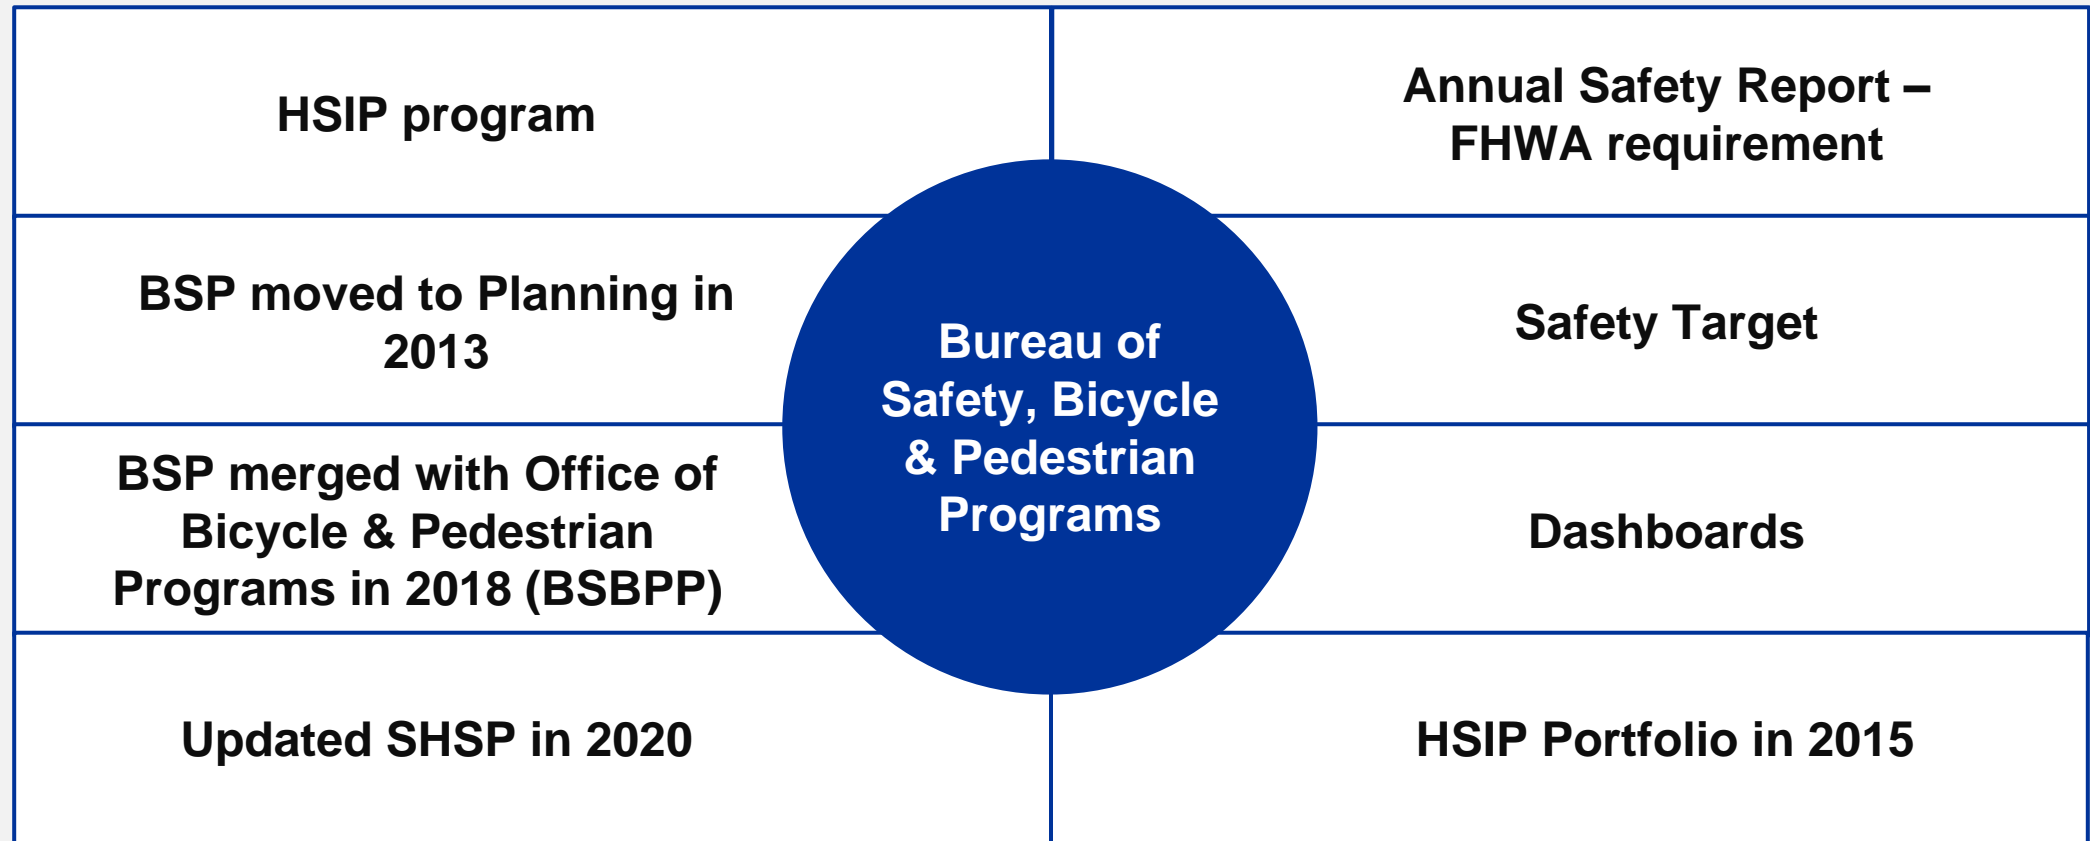 HSIP program
Annual Safety Report –
FHWA requirement
BSP moved to Planning in
2013
Safety Target
Bureau of
Safety, Bicycle
& Pedestrian
Programs
BSP merged with Office of
Bicycle & Pedestrian
Programs in 2018 (BSBPP)
Dashboards
Updated SHSP in 2020
HSIP Portfolio in 2015